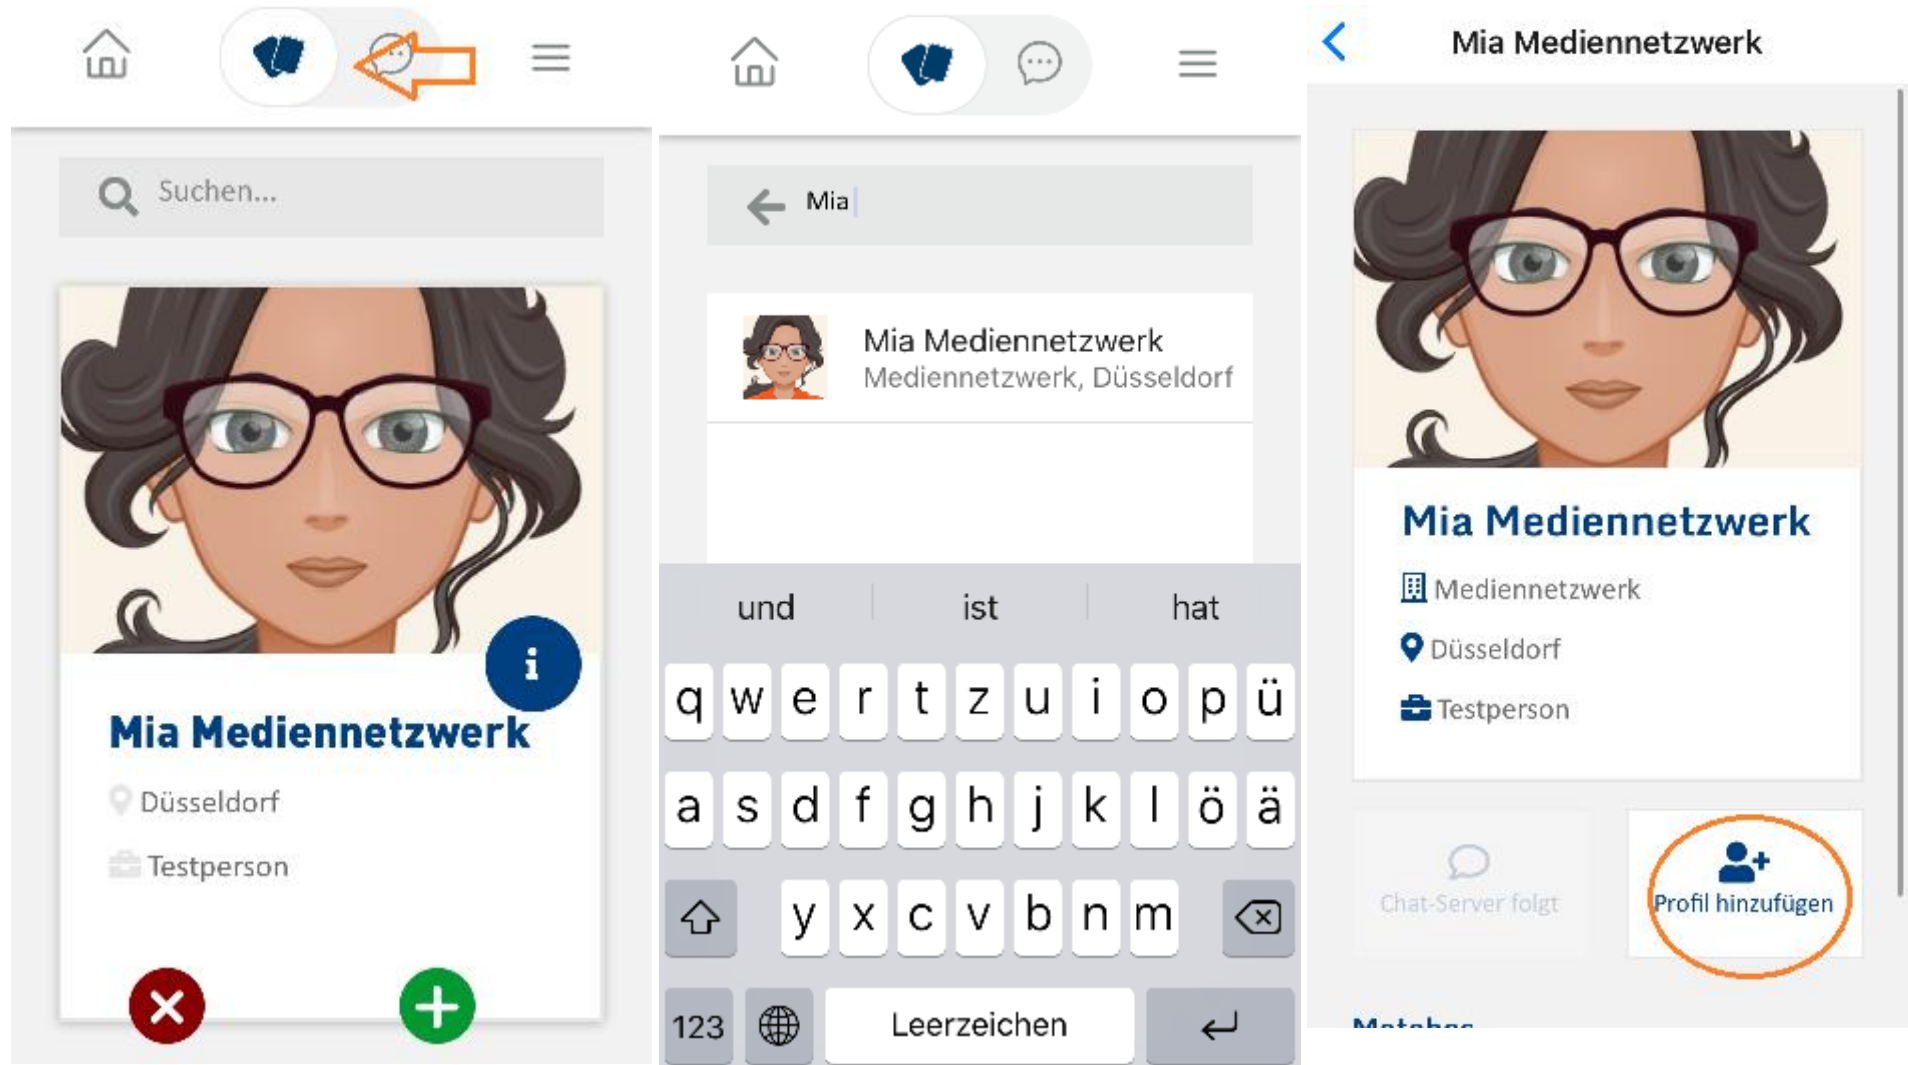 Suchen...
i
Mia Mediennetzwerk
Düsseldorf
Testperson
Mia
Mia Mediennetzwerk
Mediennetzwerk, Düsseldorf
und ist hat
q w e r t z u i o p ü
a s d f g h j k l ö ä
y x c v b n m
123 Leerzeichen
Mia Mediennetzwerk
Mia Mediennetzwerk
Mediennetzwerk
Düsseldorf
Testperson
Chat-Server folgt
Profil hinzufügen
Matches